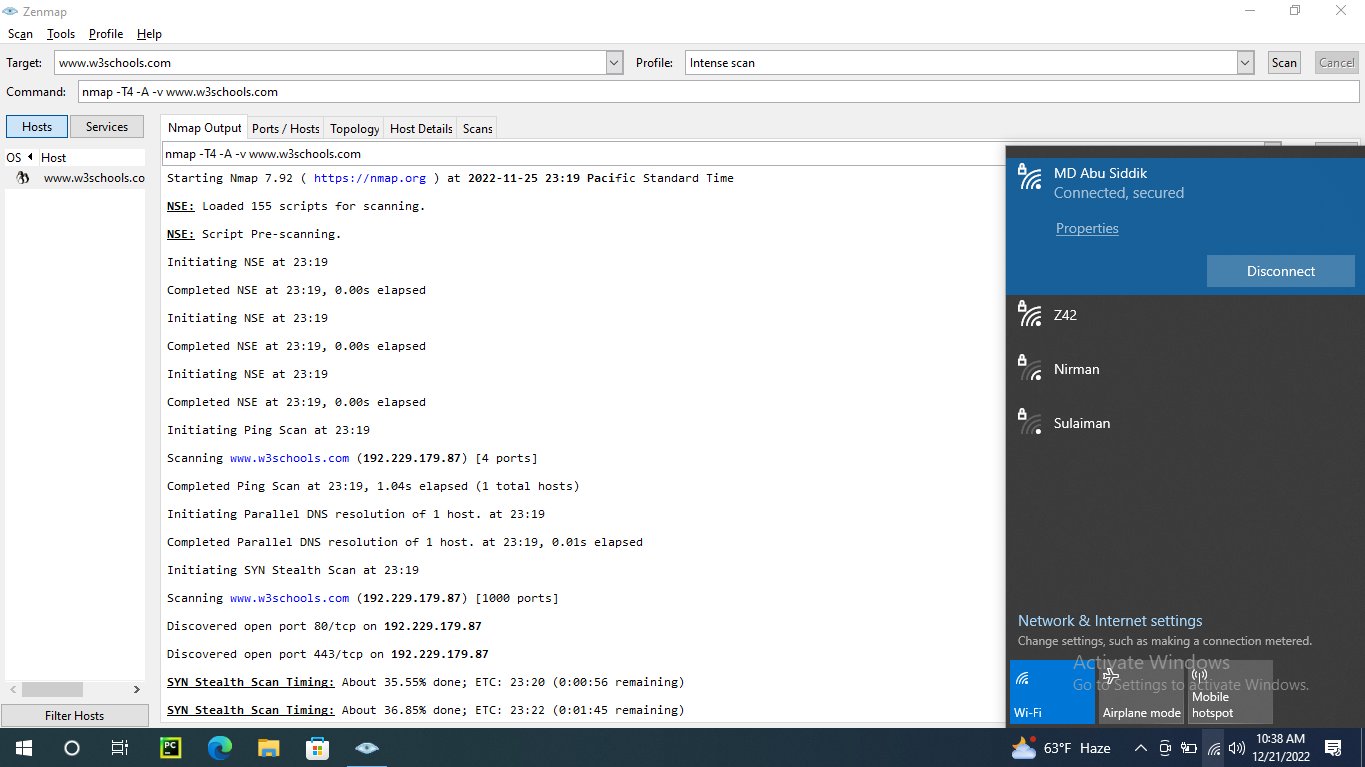 Zenmap
Scan Tools Profile Help
Target: www.w3schools.com Profile: Intense scan Scan Cancel
Command: nmap -T4 -A -v www.w3schools.com
Hosts Services
Nmap Output Ports / Hosts Topology Host Details Scans
OS Host
www.w3schools.co
nmap -T4 -A -v www.w3schools.com
Starting Nmap 7.92 ( https://nmap.org ) at 2022-11-25 23:19 Pacific Standard Time
NSE: Loaded 155 scripts for scanning.
NSE: Script Pre-scanning.
Initiating NSE at 23:19
Completed NSE at 23:19, 0.00s elapsed
Initiating NSE at 23:19
Completed NSE at 23:19, 0.00s elapsed
Initiating NSE at 23:19
Completed NSE at 23:19, 0.00s elapsed
Initiating Ping Scan at 23:19
Scanning www.w3schools.com (192.229.179.87) [4 ports]
Completed Ping Scan at 23:19, 1.04s elapsed (1 total hosts)
Initiating Parallel DNS resolution of 1 host. at 23:19
Completed Parallel DNS resolution of 1 host. at 23:19, 0.01s elapsed
Initiating SYN Stealth Scan at 23:19
Scanning www.w3schools.com (192.229.179.87) [1000 ports]
Discovered open port 80/tcp on 192.229.179.87
Discovered open port 443/tcp on 192.229.179.87
SYN Stealth Scan Timing: About 35.55% done; ETC: 23:20 (0:00:56 remaining)
SYN Stealth Scan Timing: About 36.85% done; ETC: 23:22 (0:01:45 remaining)
Filter Hosts
MD Abu Siddik
Connected, secured
Properties
Disconnect
Z42
Nirman
Sulaiman
Network & Internet settings
Change settings, such as making a connection metered.
Activate Windows
Go to Settings to activate Windows.
Wi-Fi
Airplane mode
Mobile
hotspot
PC
63°F Haze
10:38 AM
12/21/2022